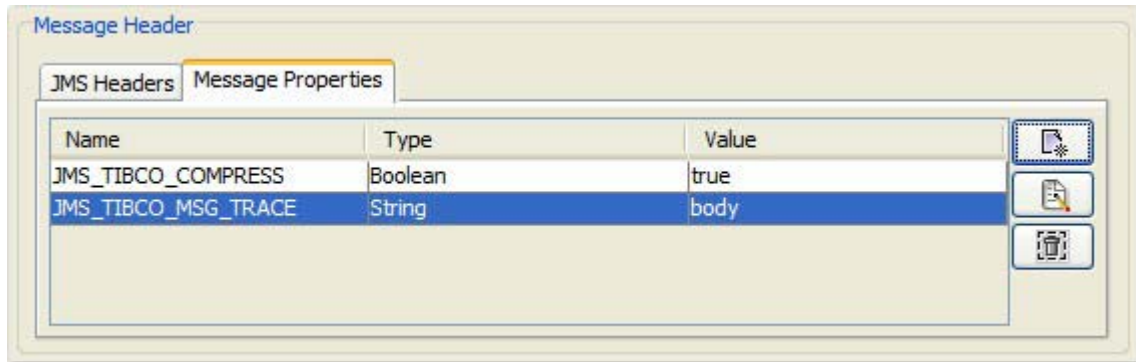 Message Header
JMS Headers Message Properties
Name Type Value
JMS_TIBCO_COMPRESS Boolean true
JMS_TIBCO_MSG_TRACE String body